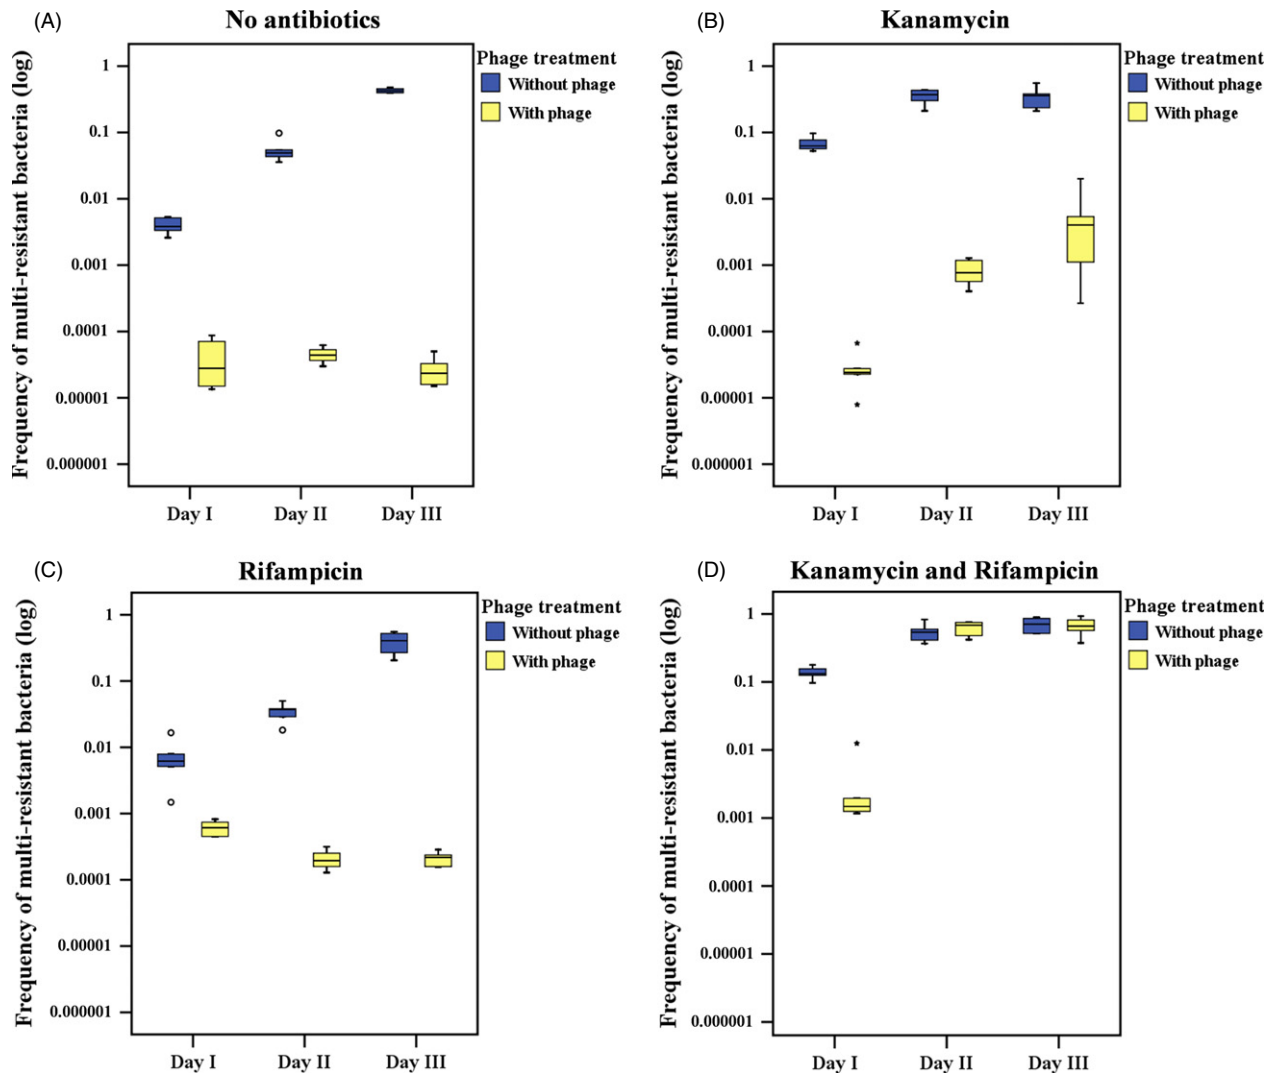 (A)
No antibiotics
Frequency of multi-resistant bacteria (log)
1
0.1
0.01
0.001
0.0001
0.00001
0.000001
Day I Day II Day III
Phage treatment
Without phage
With phage
(B)
Kanamycin
Frequency of multi-resistant bacteria (log)
1
0.1
0.01
0.001
0.0001
0.00001
0.000001
Day I Day II Day III
Phage treatment
Without phage
With phage
(C)
Rifampicin
Frequency of multi-resistant bacteria (log)
1
0.1
0.01
0.001
0.0001
0.00001
0.000001
Day I Day II Day III
Phage treatment
Without phage
With phage
(D)
Kanamycin and Rifampicin
Frequency of multi-resistant bacteria (log)
1
0.1
0.01
0.001
0.0001
0.00001
0.000001
Day I Day II Day III
Phage treatment
Without phage
With phage